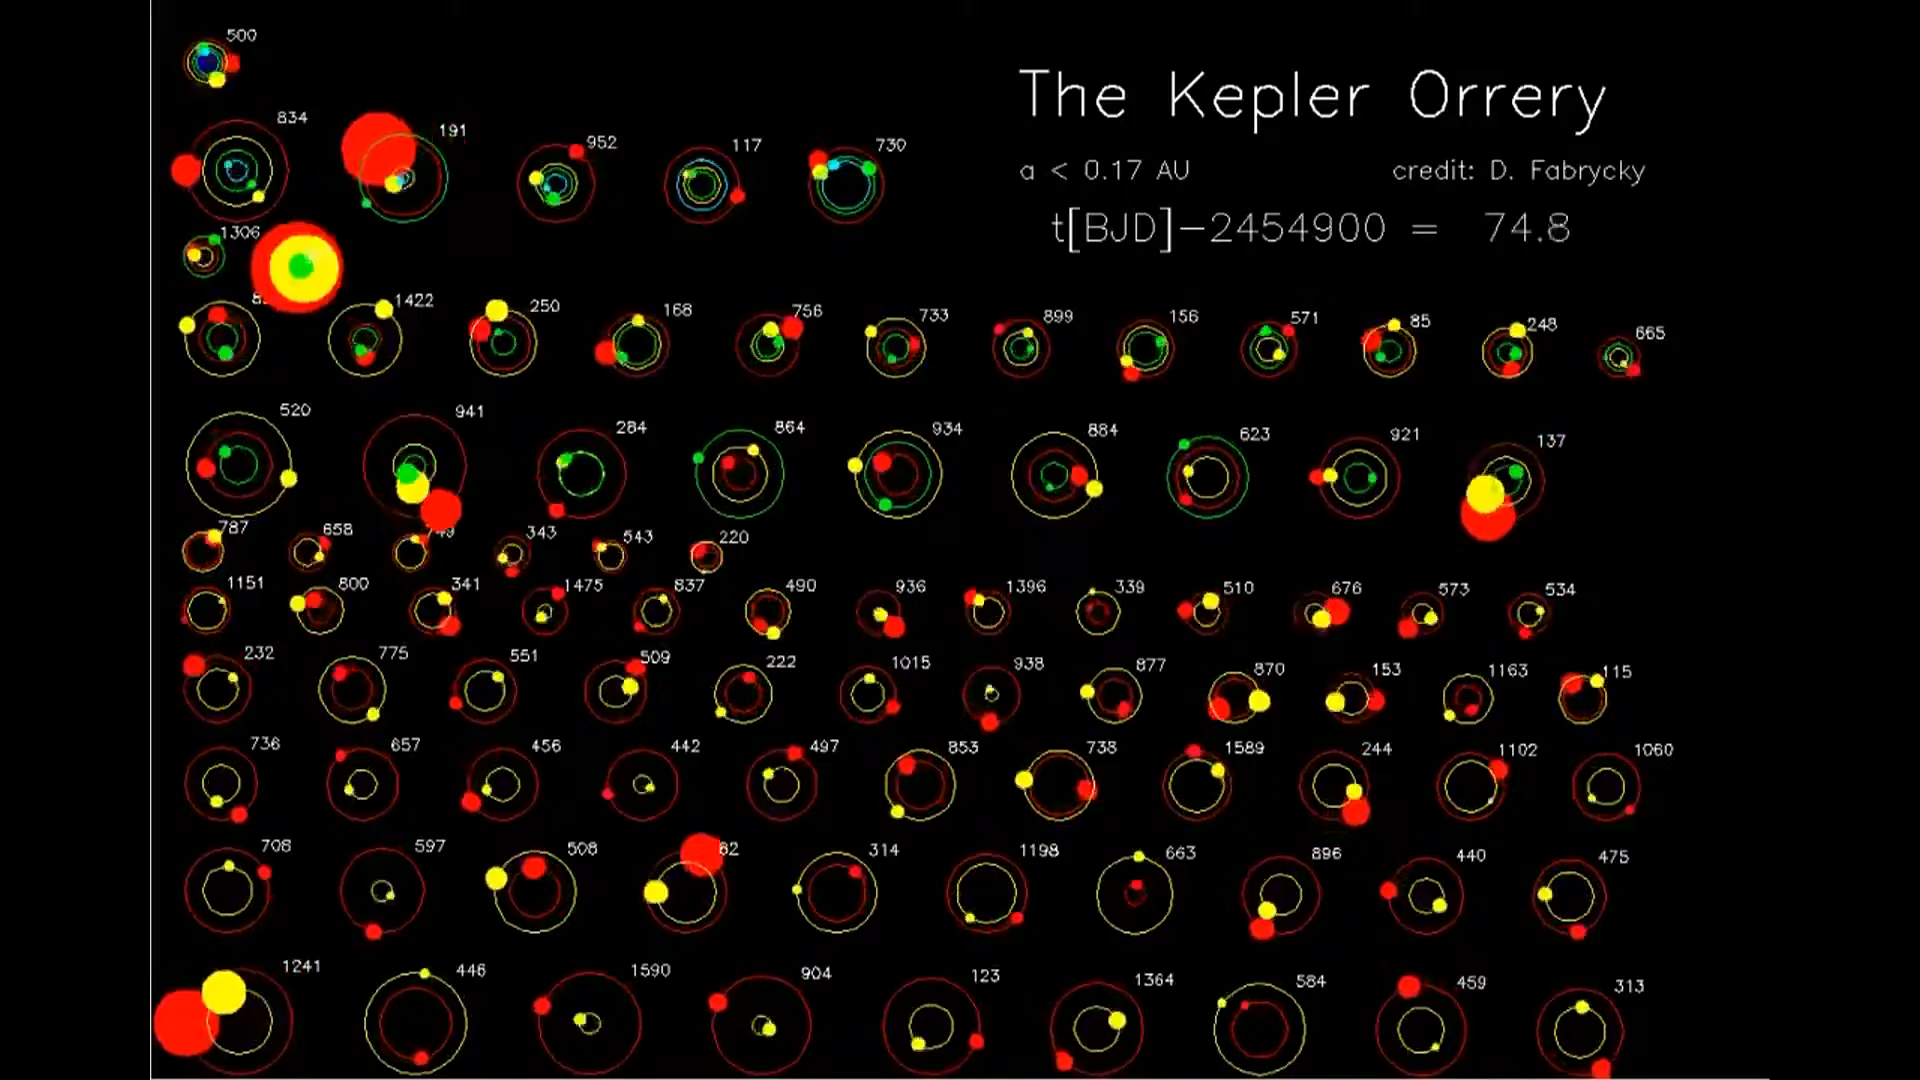 500
The Kepler Orrery
834 191 952 117 730
a < 0.17 AU credit: D. Fabrycky
1306 t[BJD]−2454900 = 74.8
1422 250 168 756 733 899 156 571 85 248 665
520 941 284 864 934 884 623 921 137
787 658 343 543 220
1151 800 341 1475 837 490 936 1396 339 510 676 573 534
232 775 551 509 222 1015 938 877 870 153 1163 115
736 657 456 442 497 853 738 1589 244 1102 1060
708 597 508 314 1198 663 896 440 475
1241 446 1590 904 123 1364 584 459 313